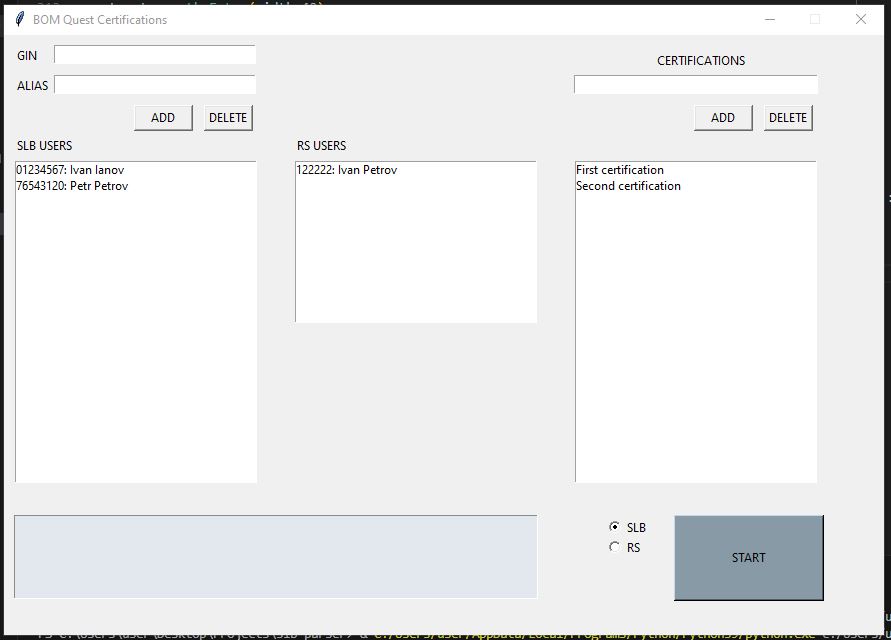 BOM Quest Certifications
GIN
ALIAS
CERTIFICATIONS
ADD
DELETE
ADD
DELETE
SLB USERS
RS USERS
01234567: Ivan Ianov
76543120: Petr Petrov
122222: Ivan Petrov
First certification
Second certification
SLB
RS
START